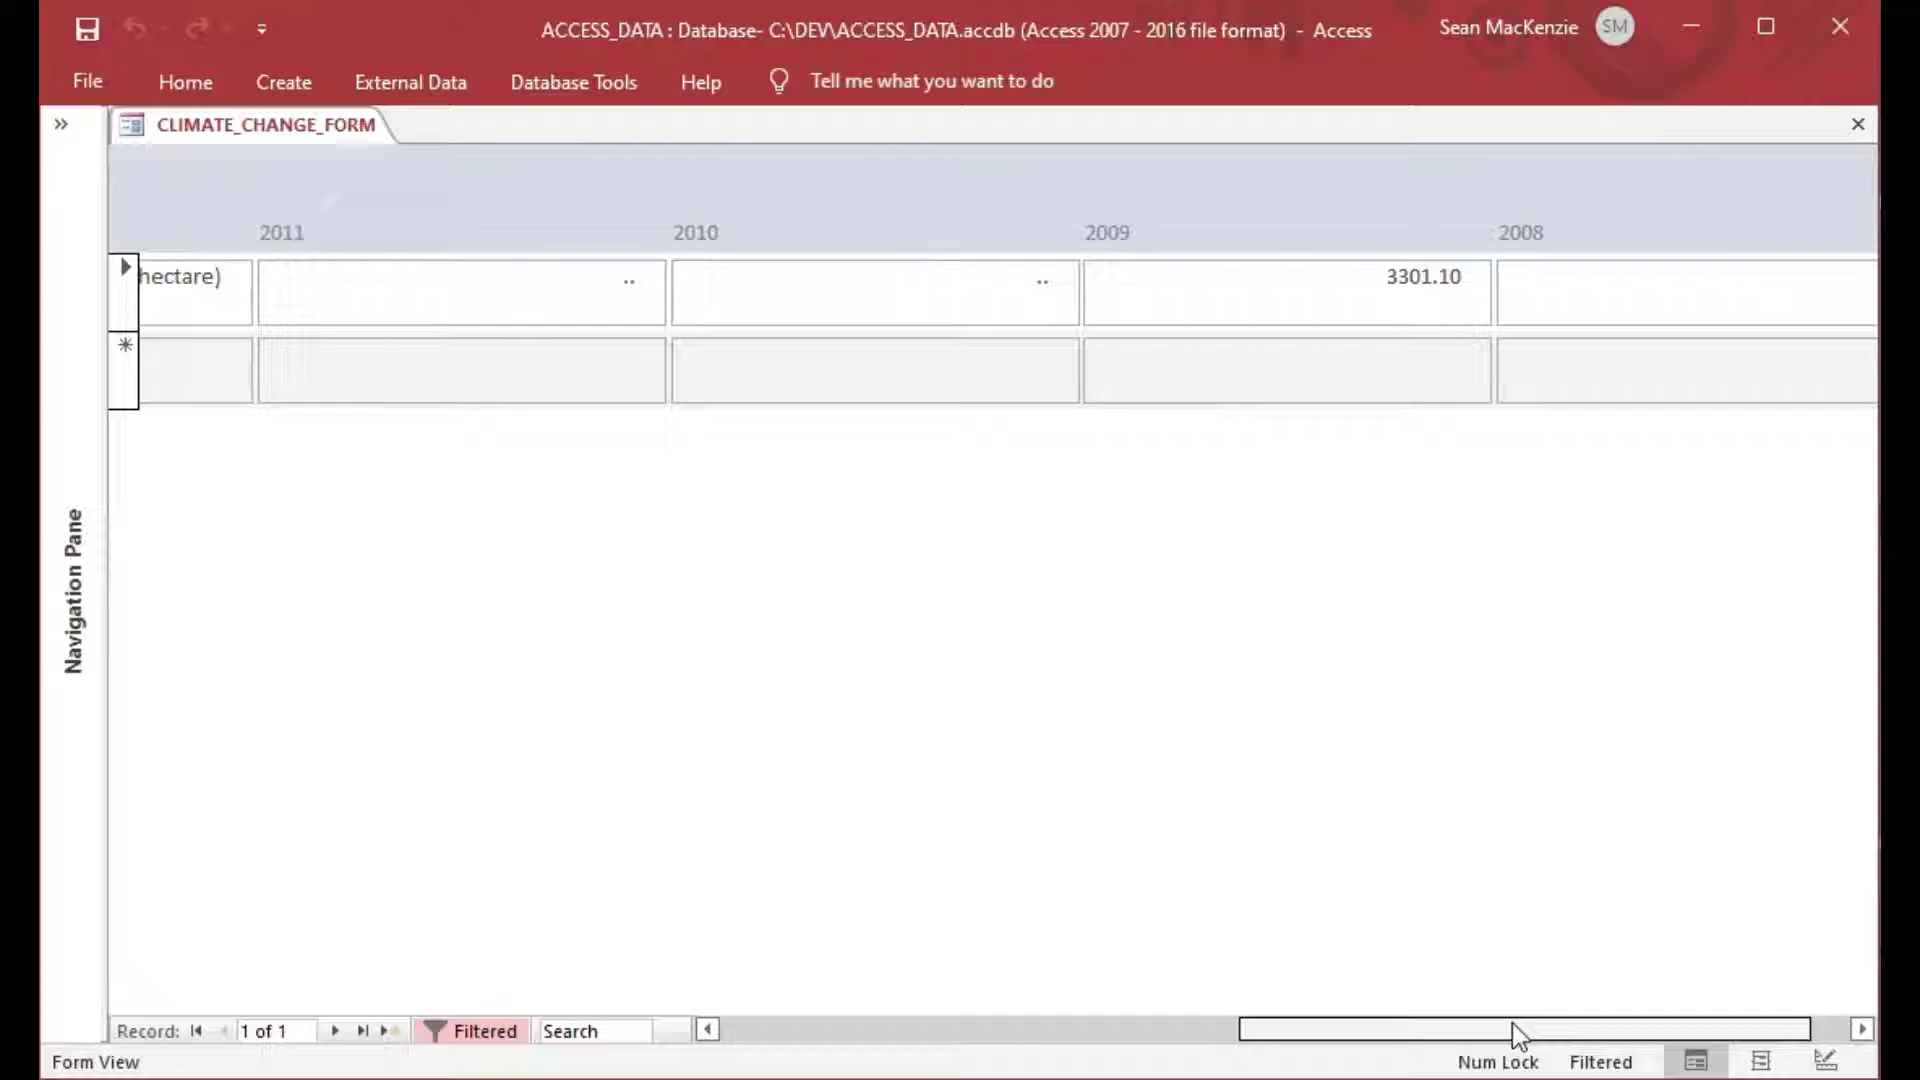 ACCESS_DATA : Database- C:\DEV\ACCESS_DATA.accdb (Access 2007 - 2016 file format) - Access
Sean MacKenzie SM
File Home Create External Data Database Tools Help Tell me what you want to do
CLIMATE_CHANGE_FORM
2011 2010 2009 2008
hectare) .. .. 3301.10
Navigation Pane
Record: 1 of 1 Filtered Search
Form View Num Lock Filtered